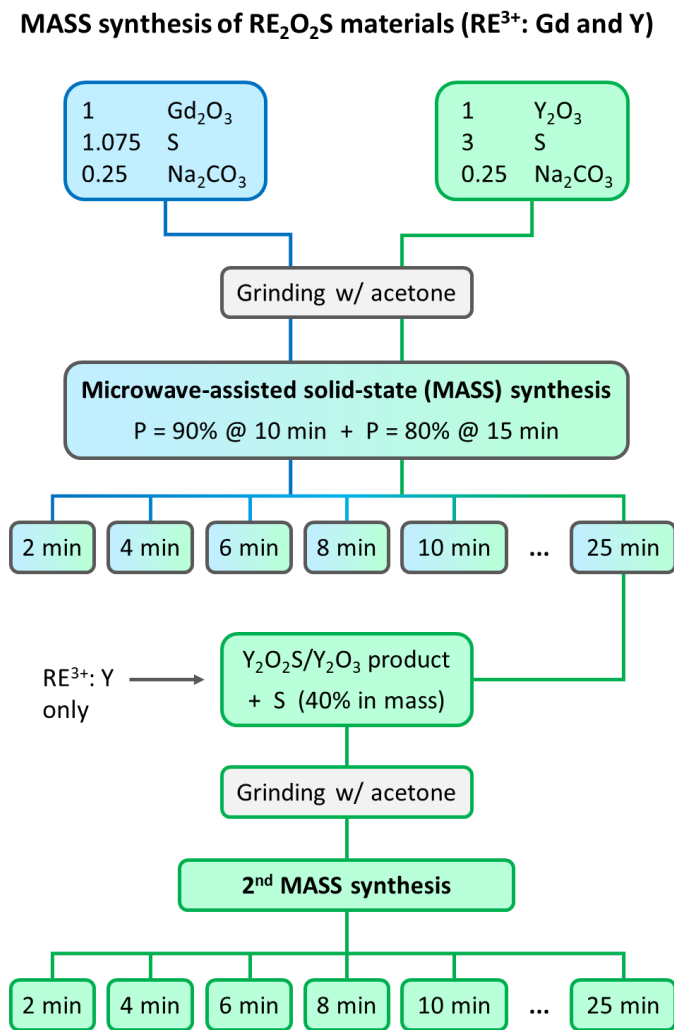 MASS synthesis of RE₂O₂S materials (RE³⁺: Gd and Y)
1 Gd₂O₃
1.075 S
0.25 Na₂CO₃
1 Y₂O₃
3 S
0.25 Na₂CO₃
Grinding w/ acetone
Microwave-assisted solid-state (MASS) synthesis
P = 90% @ 10 min + P = 80% @ 15 min
2 min 4 min 6 min 8 min 10 min ... 25 min
RE³⁺: Y
only
Y₂O₂S/Y₂O₃ product
+ S (40% in mass)
Grinding w/ acetone
2ⁿᵈ MASS synthesis
2 min 4 min 6 min 8 min 10 min ... 25 min